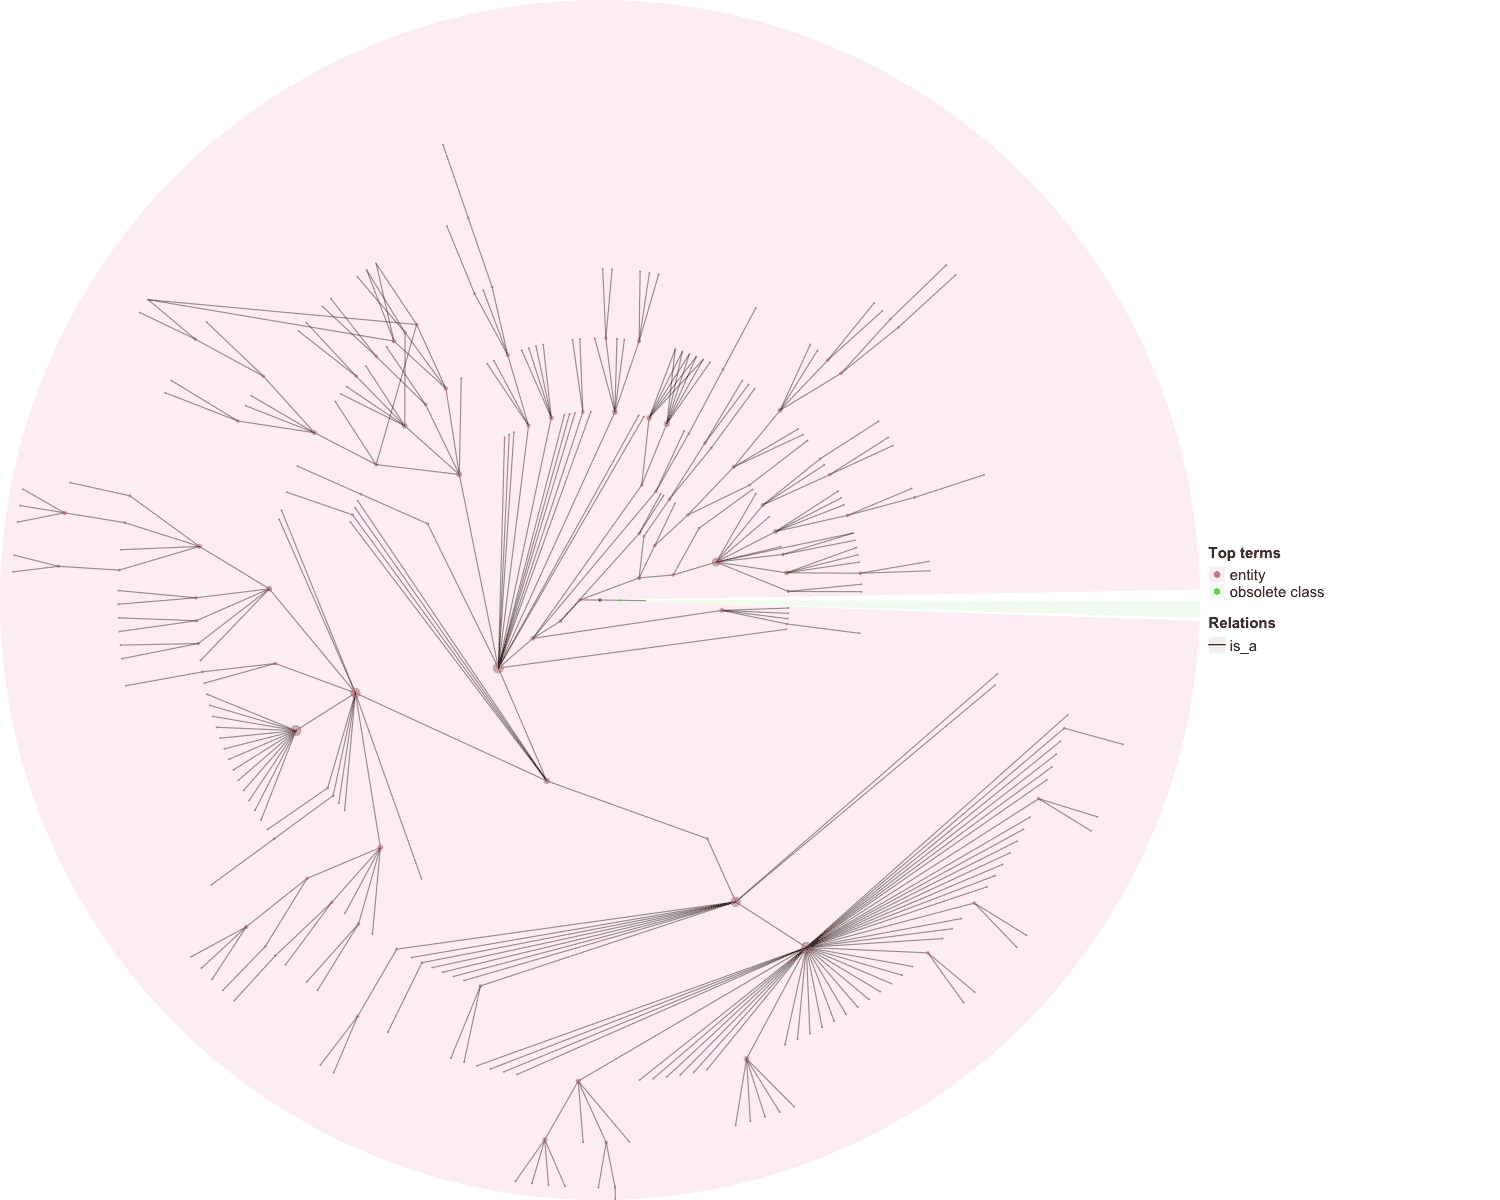 Top terms
entity
obsolete class
Relations
is_a